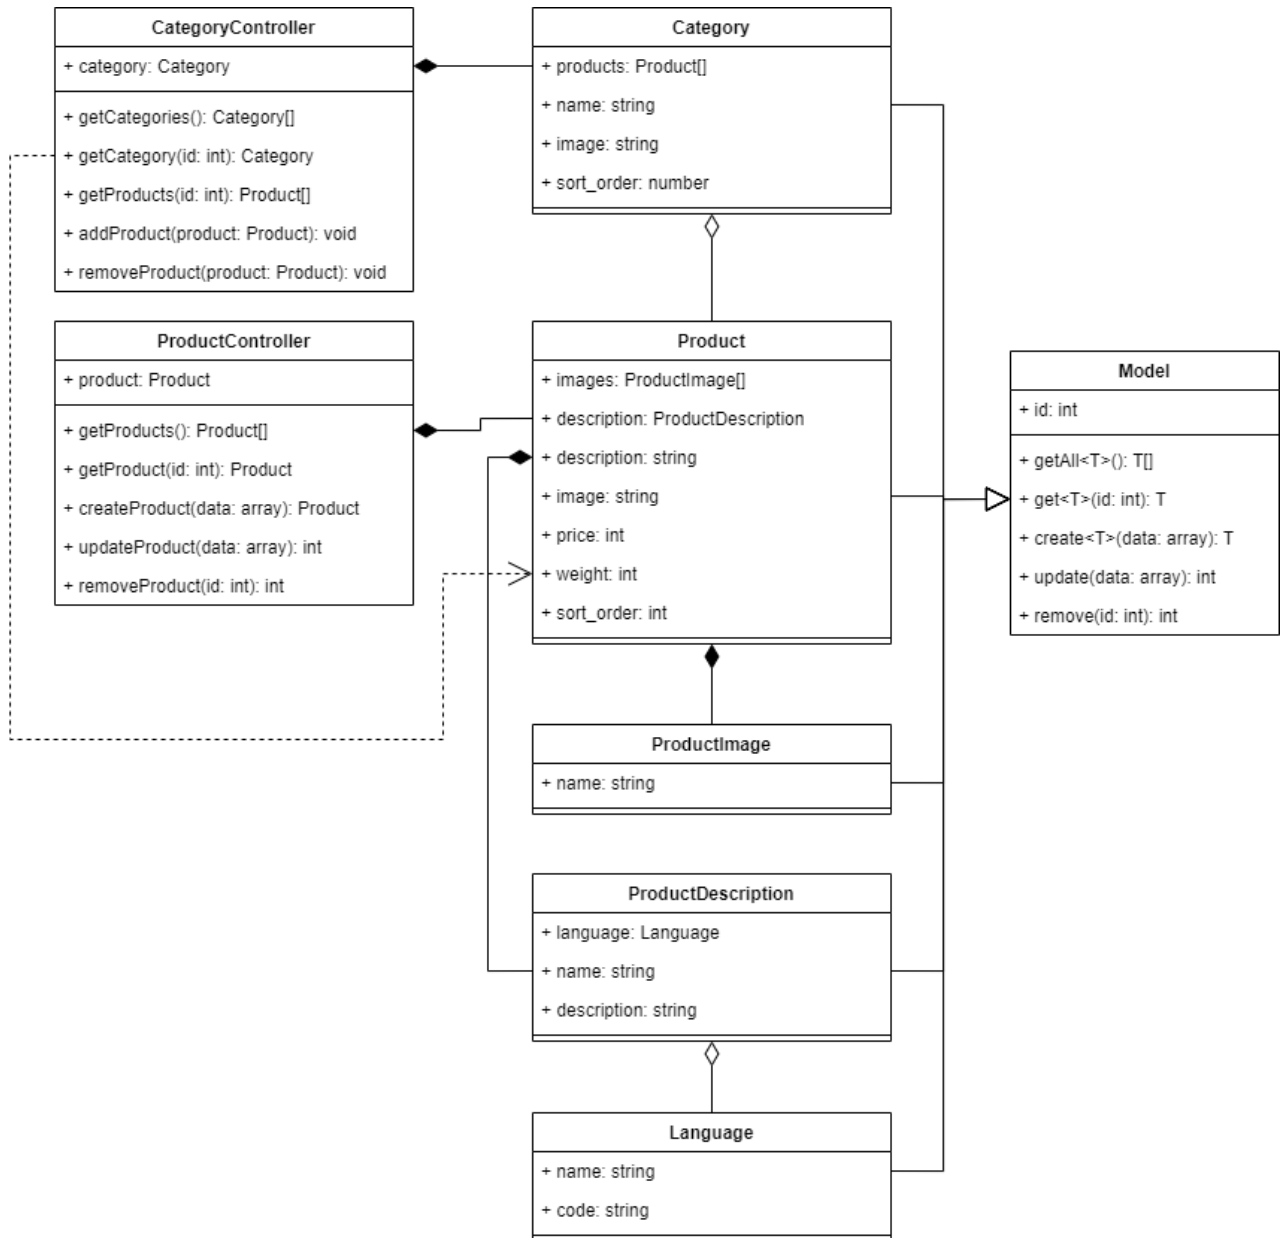 CategoryController
+ category: Category
+ getCategories(): Category[]
+ getCategory(id: int): Category
+ getProducts(id: int): Product[]
+ addProduct(product: Product): void
+ removeProduct(product: Product): void
Category
+ products: Product[]
+ name: string
+ image: string
+ sort_order: number
ProductController
+ product: Product
+ getProducts(): Product[]
+ getProduct(id: int): Product
+ createProduct(data: array): Product
+ updateProduct(data: array): int
+ removeProduct(id: int): int
Product
+ images: ProductImage[]
+ description: ProductDescription
+ description: string
+ image: string
+ price: int
+ weight: int
+ sort_order: int
Model
+ id: int
+ getAll<T>(): T[]
+ get<T>(id: int): T
+ create<T>(data: array): T
+ update(data: array): int
+ remove(id: int): int
ProductImage
+ name: string
ProductDescription
+ language: Language
+ name: string
+ description: string
Language
+ name: string
+ code: string